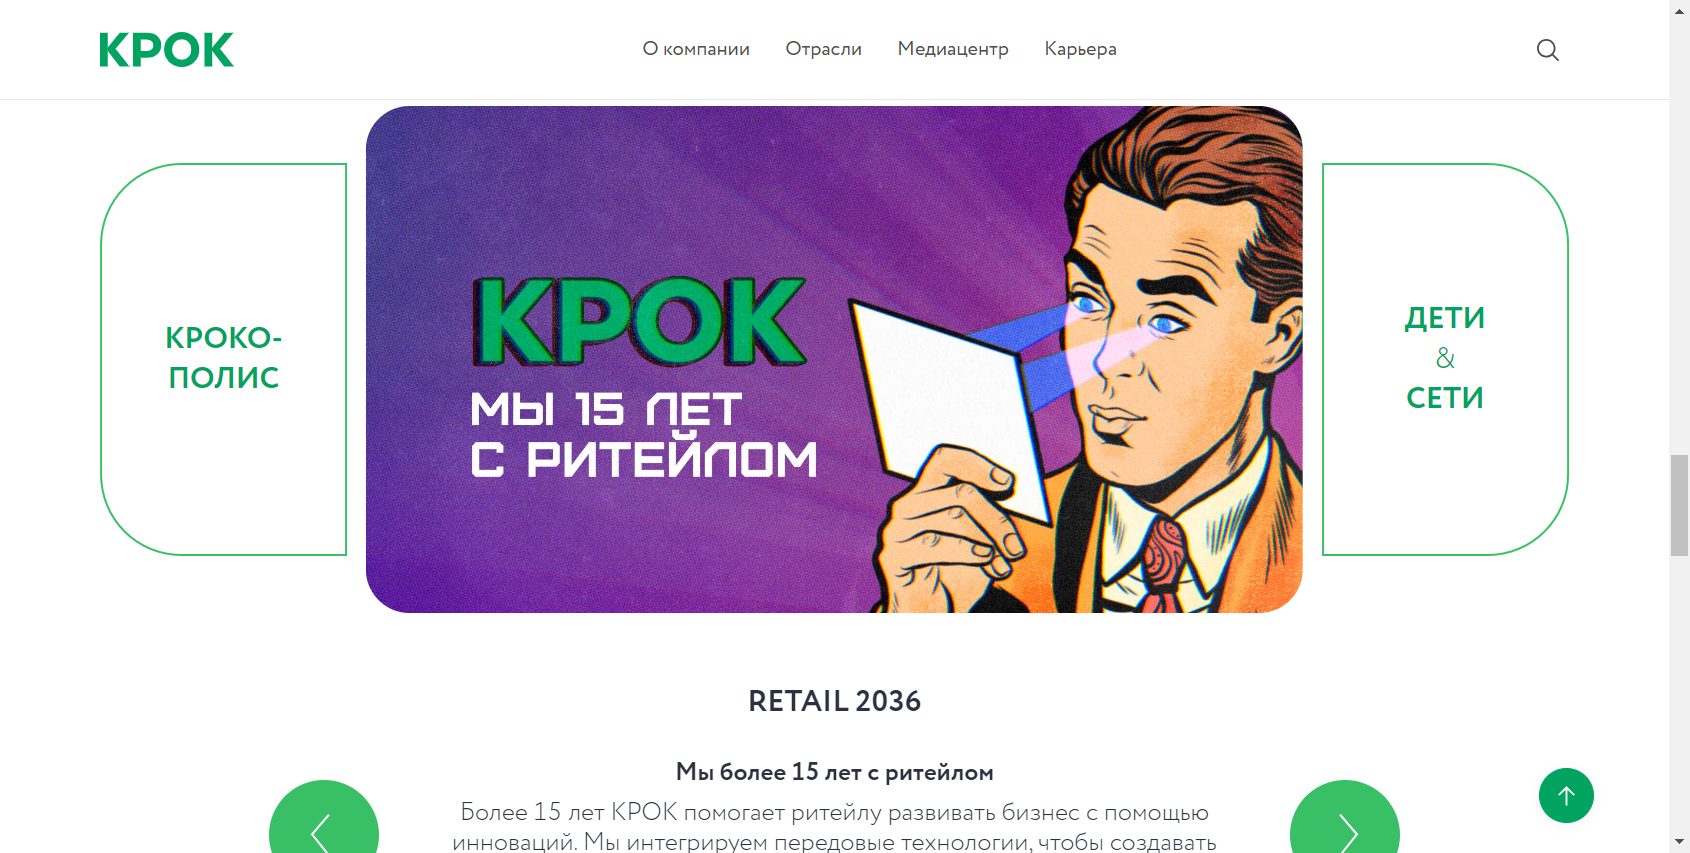 КРОК
О компании Отрасли Медиацентр Карьера
КРОКО-
ПОЛИС
КРОК
МЫ 15 ЛЕТ
С РИТЕЙЛОМ
ДЕТИ
&
СЕТИ
RETAIL 2036
Мы более 15 лет с ритейлом
Более 15 лет КРОК помогает ритейлу развивать бизнес с помощью
инноваций. Мы интегрируем передовые технологии, чтобы создавать